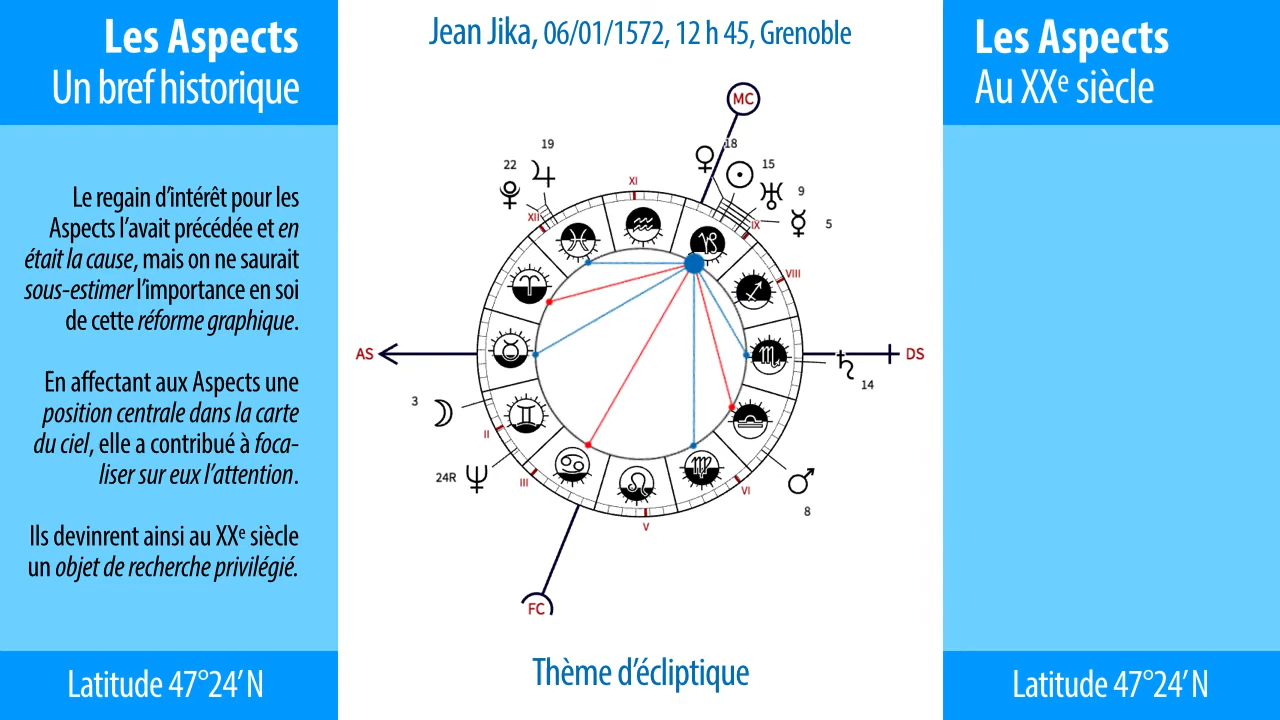 Les Aspects
Un bref historique
Le regain d’intérêt pour les
Aspects l’avait précédée et en
était la cause, mais on ne saurait
sous-estimer l’importance en soi
de cette réforme graphique.
En affectant aux Aspects une
position centrale dans la carte
du ciel, elle a contribué à foca-
liser sur eux l’attention.
Ils devinrent ainsi au XXe siècle
un objet de recherche privilégié.
Latitude 47°24’ N
Jean Jika, 06/01/1572, 12 h 45, Grenoble
MC
18
19
15
22
XI
9
XII
IX
5
VIII
AS
DS
14
3
II
24R
III
VI
8
V
FC
Thème d’écliptique
Les Aspects
Au XXe siècle
Latitude 47°24’ N